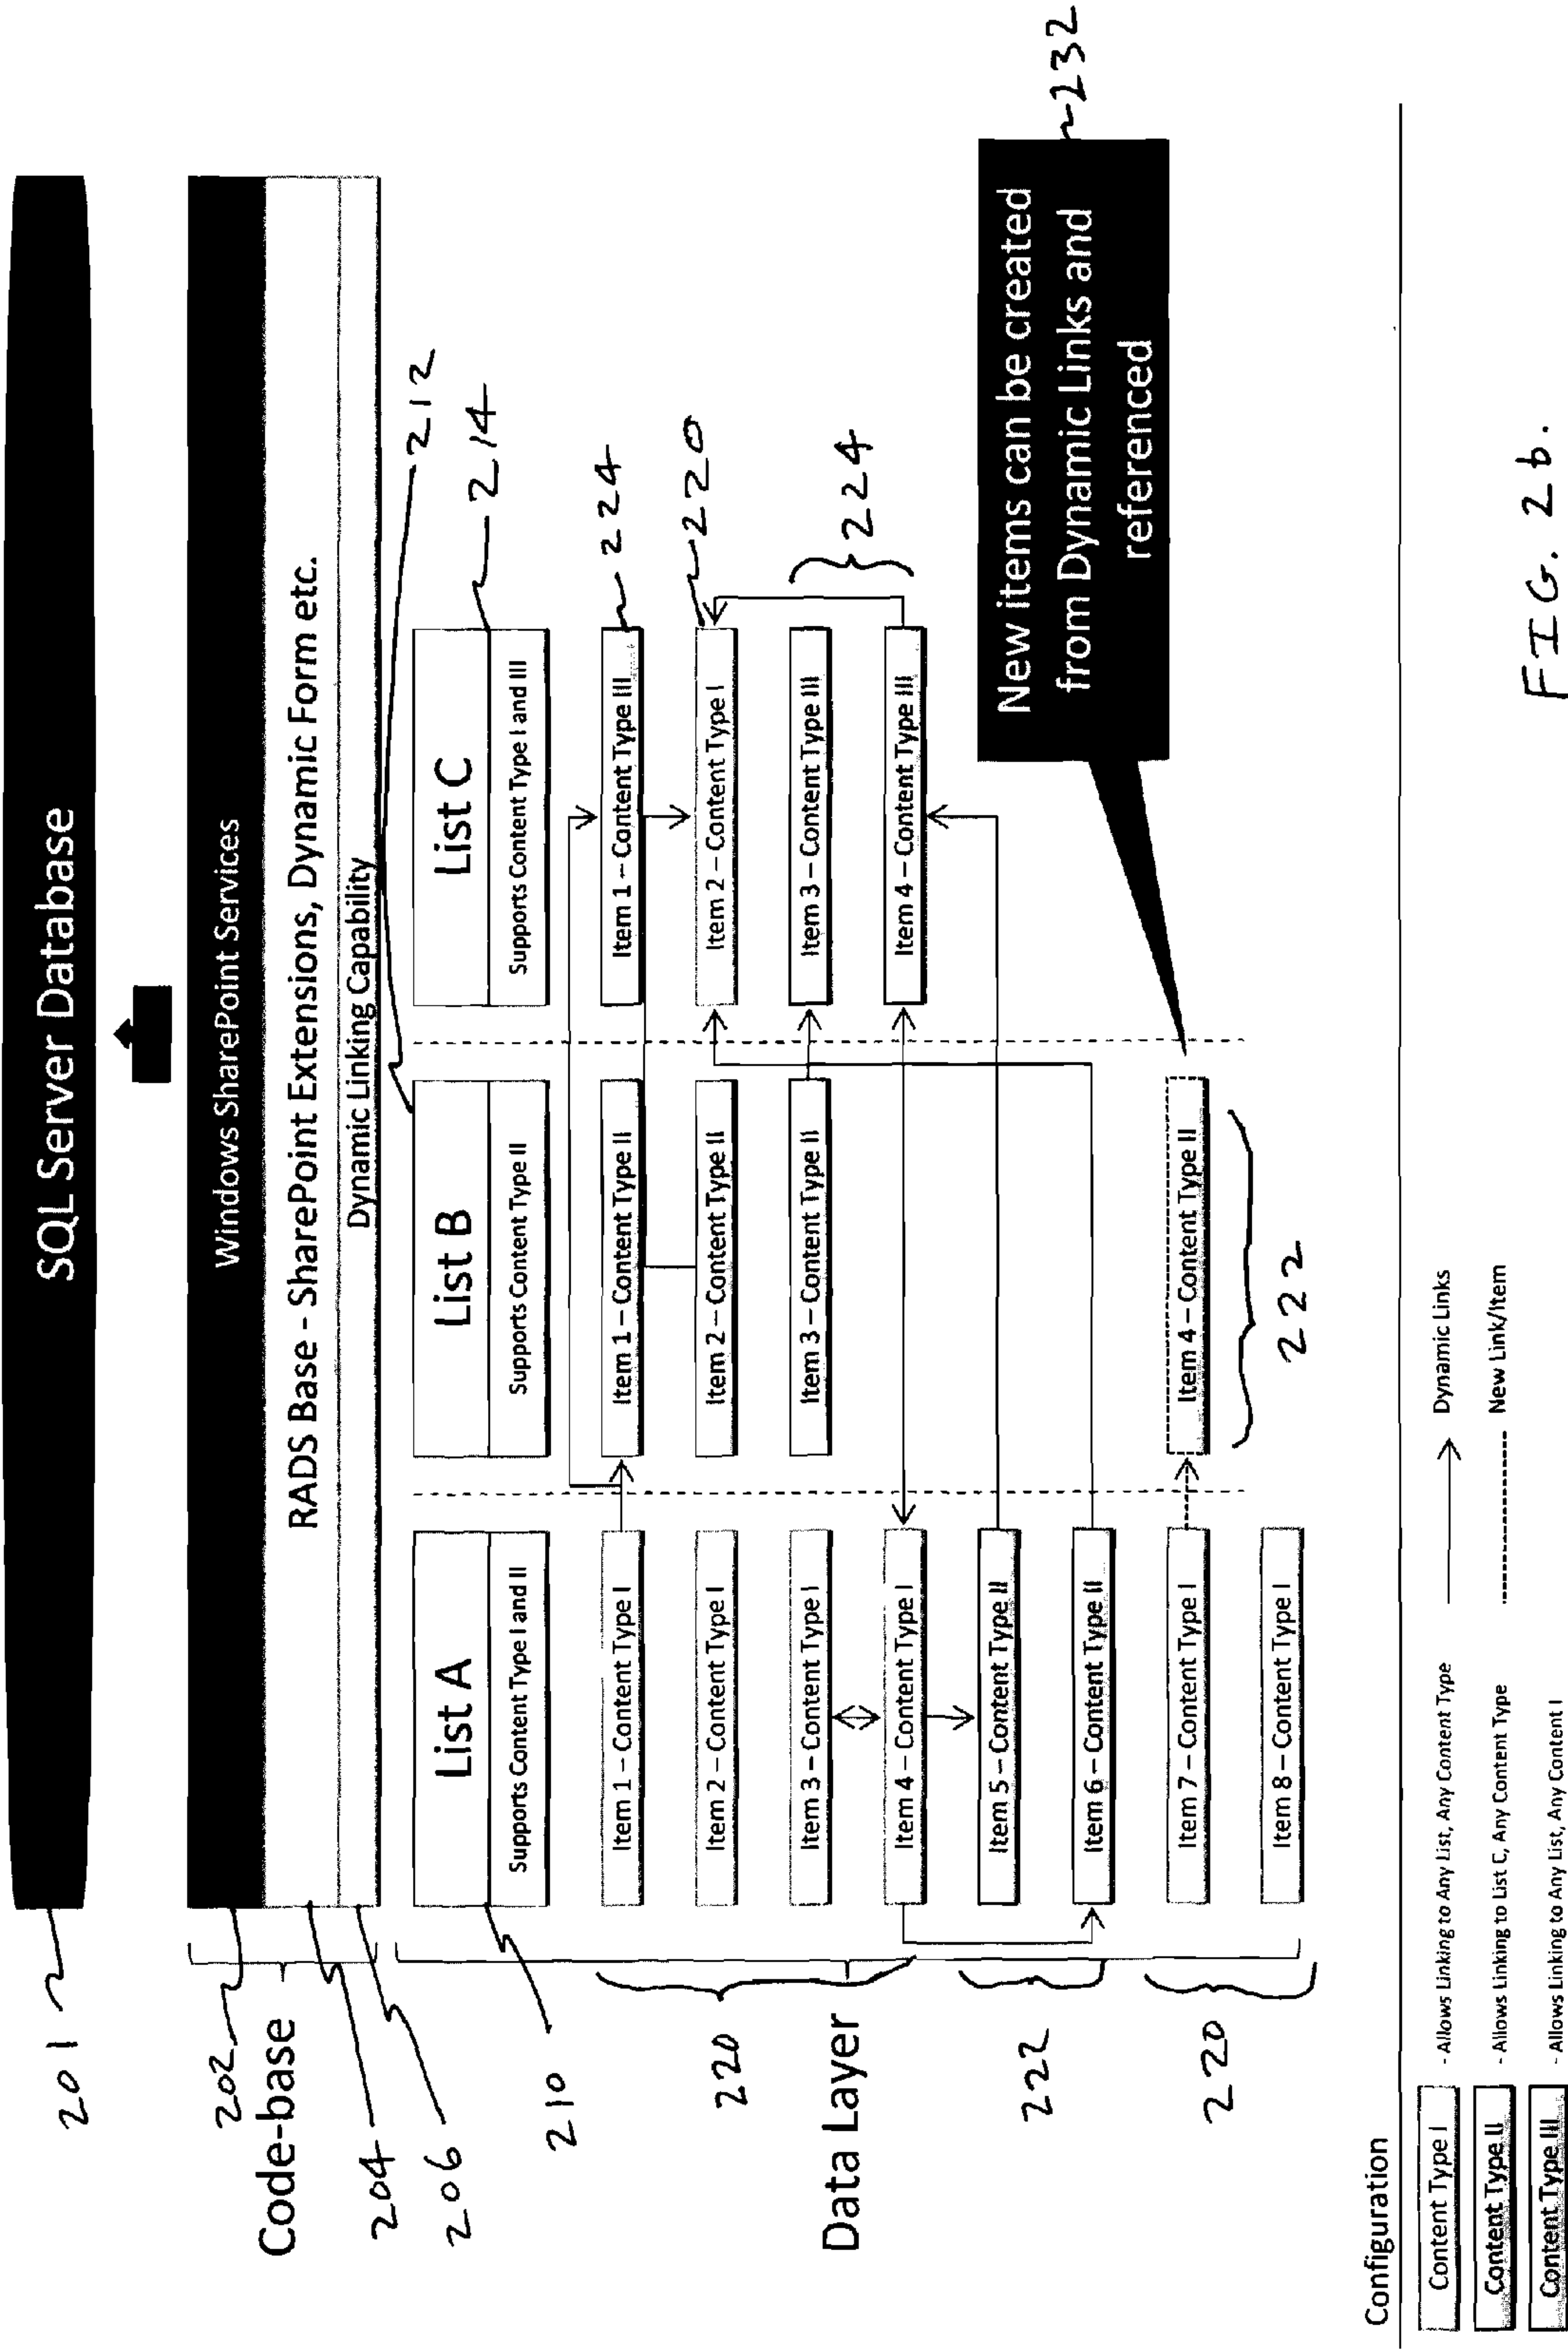 SQL Server Database
201
Windows SharePoint Services
202
Code-base
RADS Base - SharePoint Extensions, Dynamic Form etc.
204
Dynamic Linking Capability
206
212
List A
List B
List C
214
Supports Content Type I and II
Supports Content Type II
Supports Content Type I and III
210
Item 1 – Content Type I
Item 1 – Content Type II
Item 1 – Content Type III
224
Item 2 – Content Type I
Item 2 – Content Type II
Item 2 – Content Type I
220
220
Item 3 – Content Type I
Item 3 – Content Type II
Item 3 – Content Type III
224
Data Layer
Item 4 – Content Type I
Item 4 – Content Type III
Item 5 – Content Type II
222
Item 6 – Content Type II
New items can be created
from Dynamic Links and
referenced
232
Item 7 – Content Type I
Item 4 – Content Type II
220
Item 8 – Content Type I
222
Configuration
Content Type I
- Allows Linking to Any List, Any Content Type
Dynamic Links
Content Type II
- Allows Linking to List C, Any Content Type
New Link/Item
Content Type III
- Allows Linking to Any List, Any Content I
FIG. 2b.